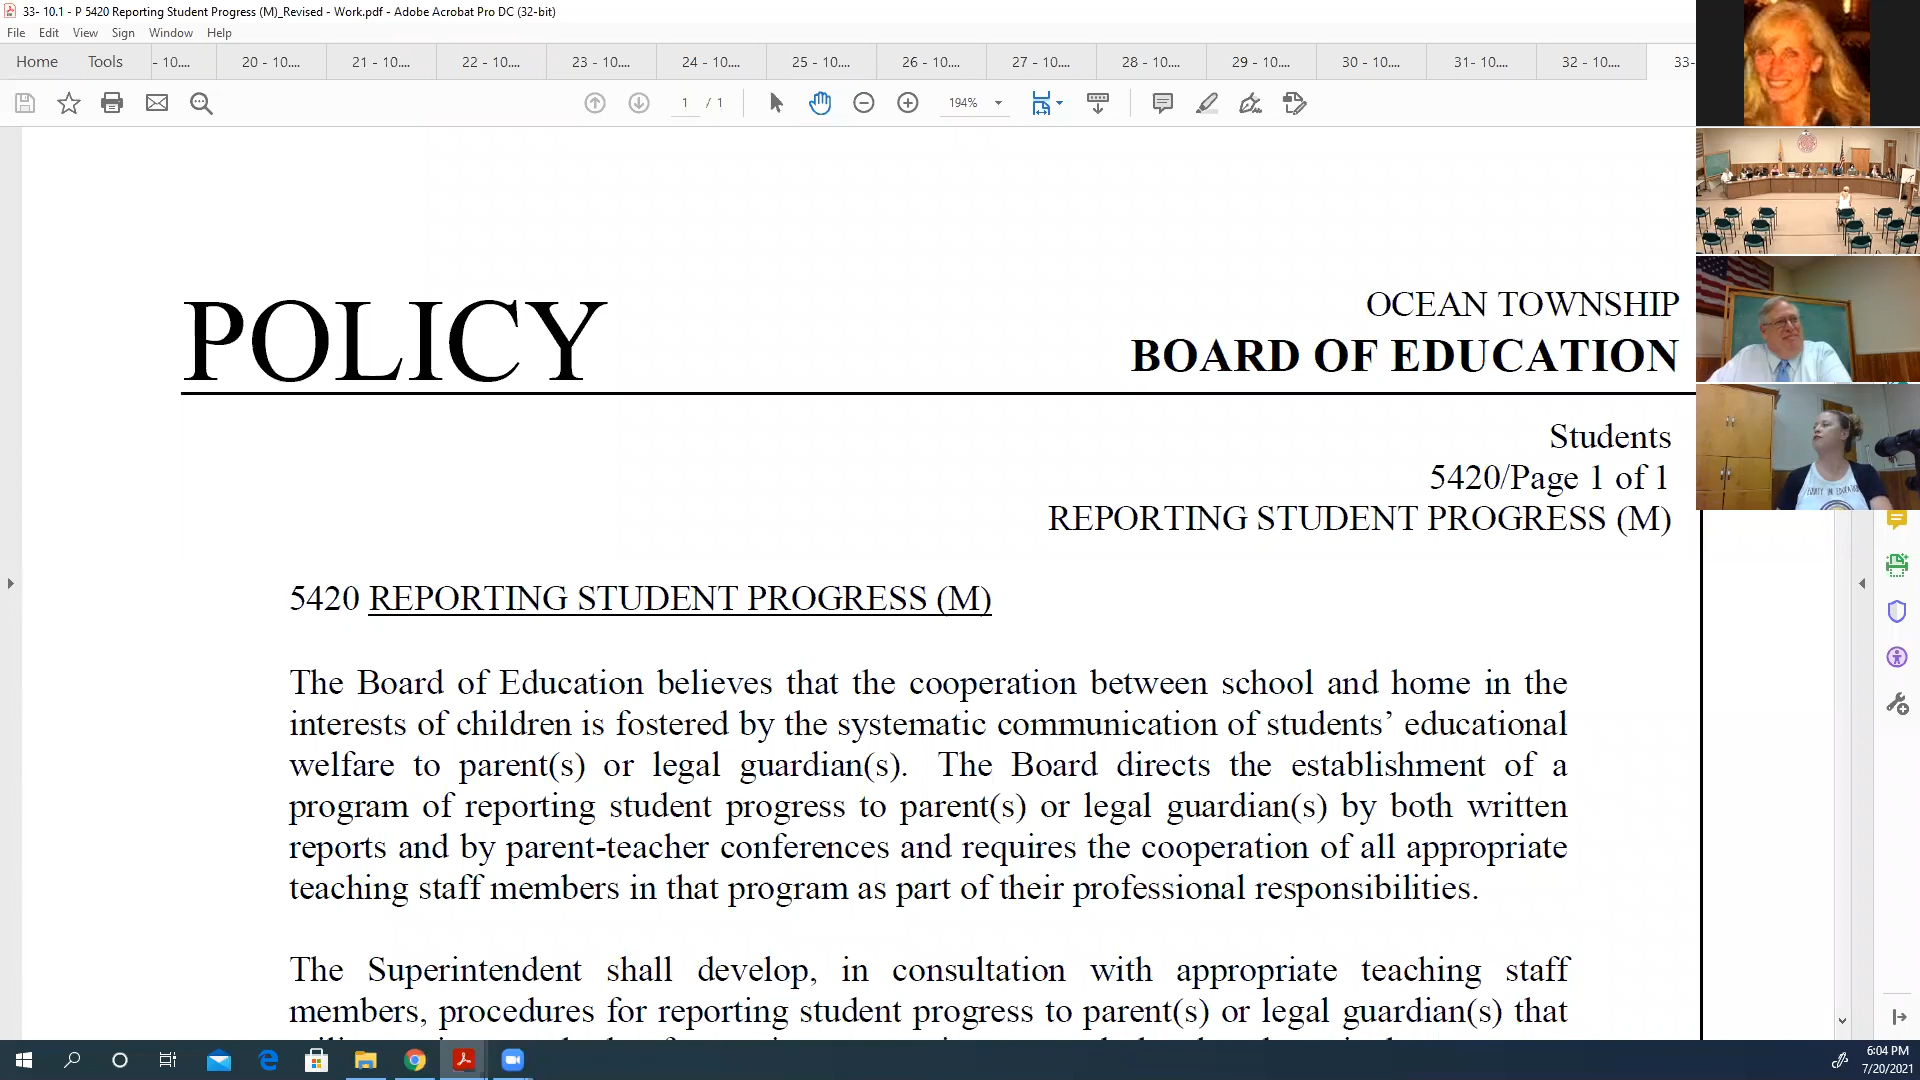 33- 10.1 - P 5420 Reporting Student Progress (M)_Revised - Work.pdf - Adobe Acrobat Pro DC (32-bit)
File Edit View Sign Window Help
Home Tools - 10.... 20 - 10.... 21 - 10.... 22 - 10.... 23 - 10.... 24 - 10.... 25 - 10.... 26 - 10.... 27 - 10.... 28 - 10.... 29 - 10.... 30 - 10.... 31- 10.... 32 - 10.... 33-
1 / 1 194%
POLICY
OCEAN TOWNSHIP
BOARD OF EDUCATION
Students
5420/Page 1 of 1
REPORTING STUDENT PROGRESS (M)
5420 REPORTING STUDENT PROGRESS (M)
The Board of Education believes that the cooperation between school and home in the
interests of children is fostered by the systematic communication of students’ educational
welfare to parent(s) or legal guardian(s). The Board directs the establishment of a
program of reporting student progress to parent(s) or legal guardian(s) by both written
reports and by parent-teacher conferences and requires the cooperation of all appropriate
teaching staff members in that program as part of their professional responsibilities.
The Superintendent shall develop, in consultation with appropriate teaching staff
members, procedures for reporting student progress to parent(s) or legal guardian(s) that
6:04 PM
7/20/2021